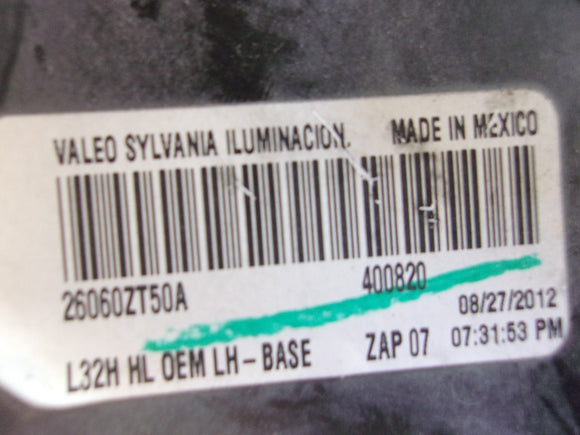 VALEO SYLVANIA ILUMINACION. MADE IN MEXICO
26060ZT50A 400820 08/27/2012
L32H HL OEM LH-BASE ZAP 07 07:31:53 PM